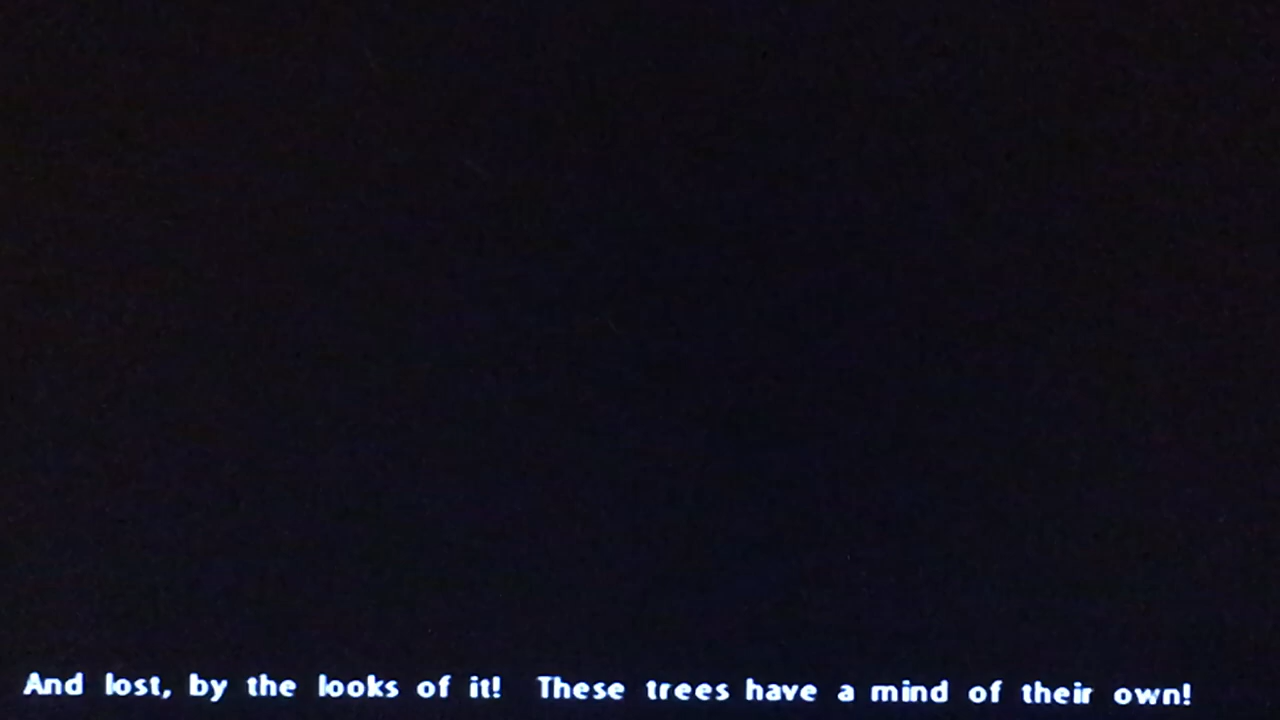 And lost, by the looks of it!  These trees have a mind of their own!